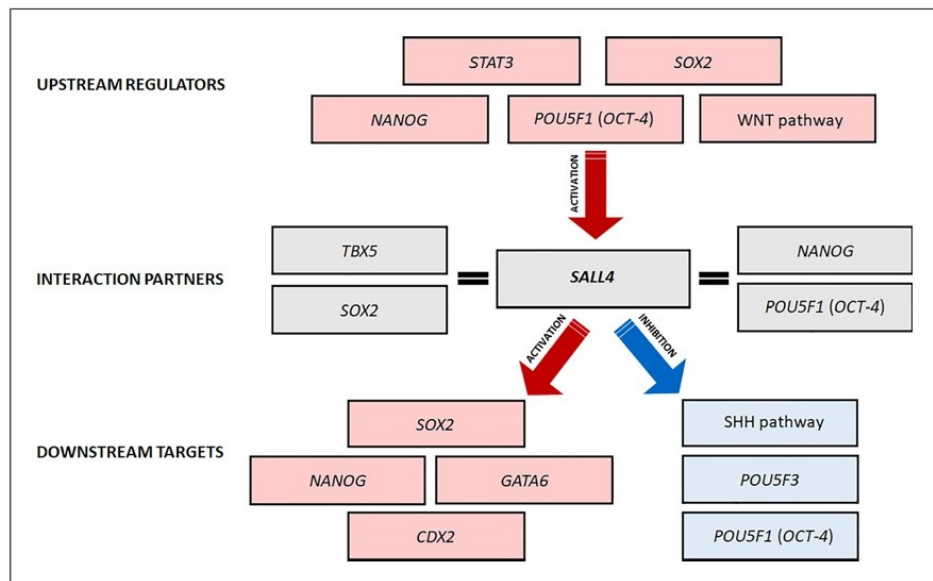 STAT3
SOX2
UPSTREAM REGULATORS
NANOG
POU5F1 (OCT-4)
WNT pathway
ACTIVATION
TBX5
NANOG
INTERACTION PARTNERS
SALL4
SOX2
POU5F1 (OCT-4)
ACTIVATION
INHIBITION
SOX2
SHH pathway
DOWNSTREAM TARGETS
NANOG
GATA6
POU5F3
CDX2
POU5F1 (OCT-4)